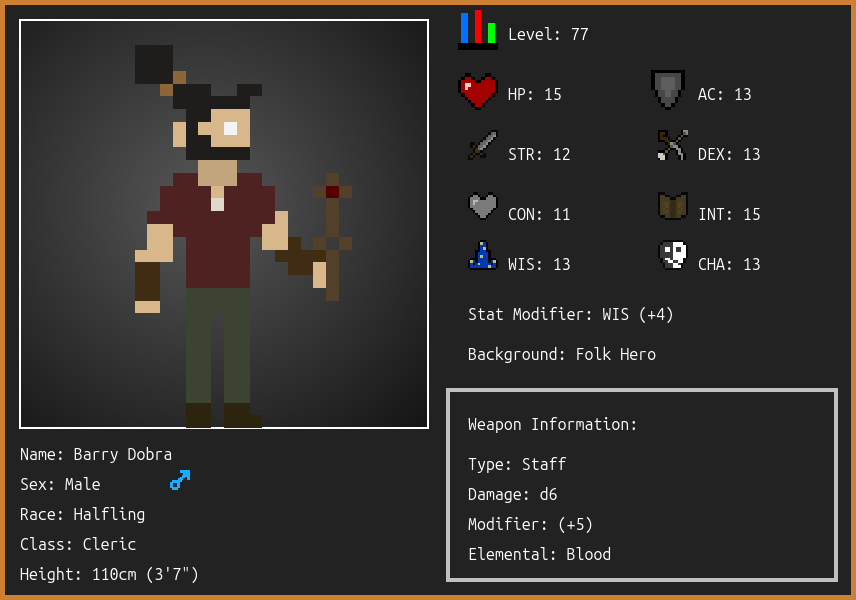 Level: 77
HP: 15
AC: 13
STR: 12
DEX: 13
CON: 11
INT: 15
WIS: 13
CHA: 13
Stat Modifier: WIS (+4)
Background: Folk Hero
Weapon Information:
Type: Staff
Damage: d6
Modifier: (+5)
Elemental: Blood
Name: Barry Dobra
Sex: Male
Race: Halfling
Class: Cleric
Height: 110cm (3'7")